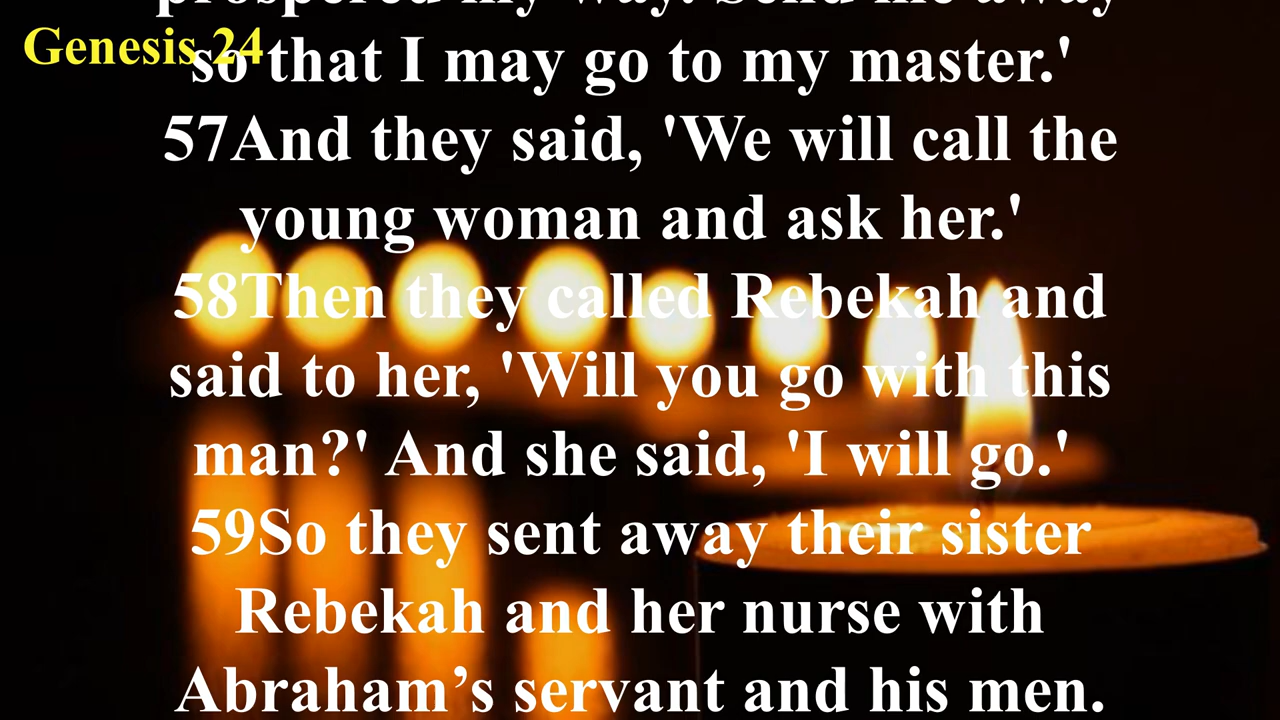 prospered my way. Send me away
Genesis 24
so that I may go to my master.'
57And they said, 'We will call the
young woman and ask her.'
58Then they called Rebekah and
said to her, 'Will you go with this
man?' And she said, 'I will go.'
59So they sent away their sister
Rebekah and her nurse with
Abraham’s servant and his men.